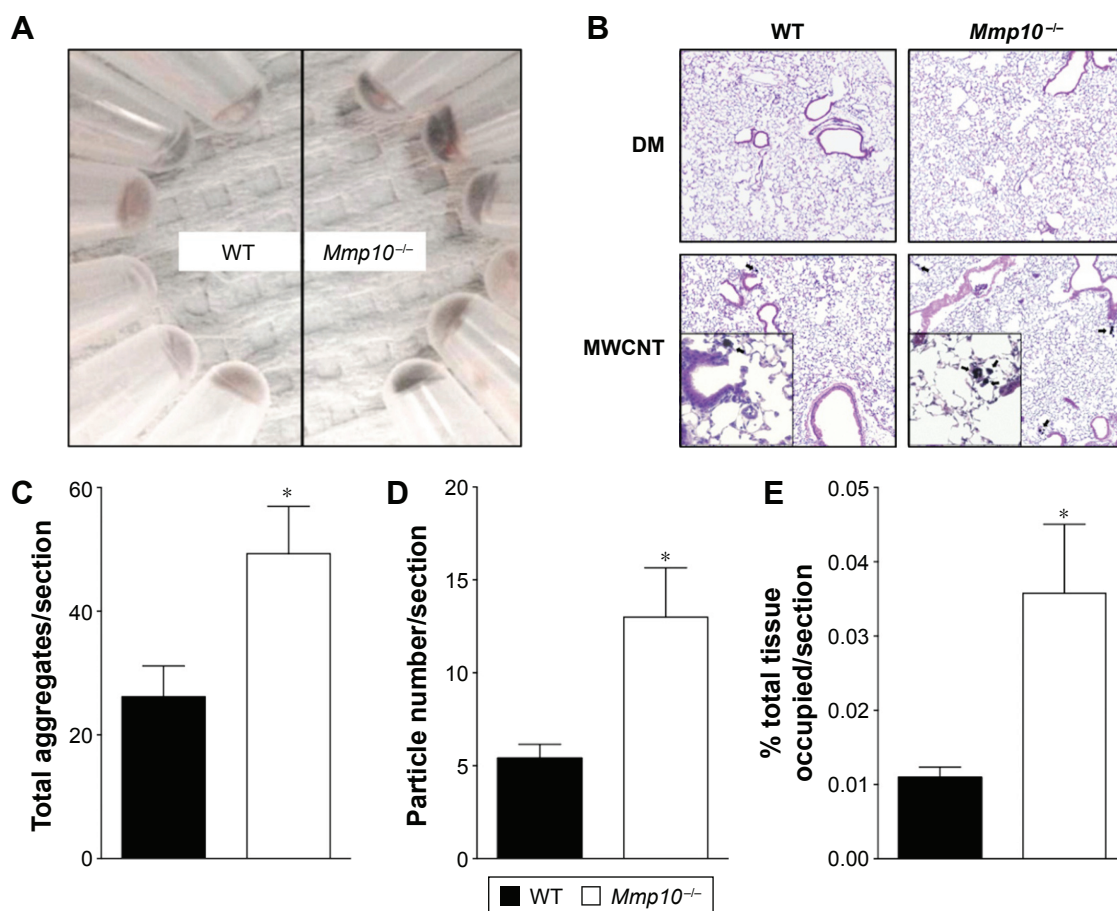 A
WT
Mmp10−/−
B
WT
Mmp10−/−
DM
MWCNT
C
Total aggregates/section
60
40
20
0
*
D
Particle number/section
20
15
10
5
0
*
E
% total tissue
occupied/section
0.05
0.04
0.03
0.02
0.01
0.00
*
WT
Mmp10−/−